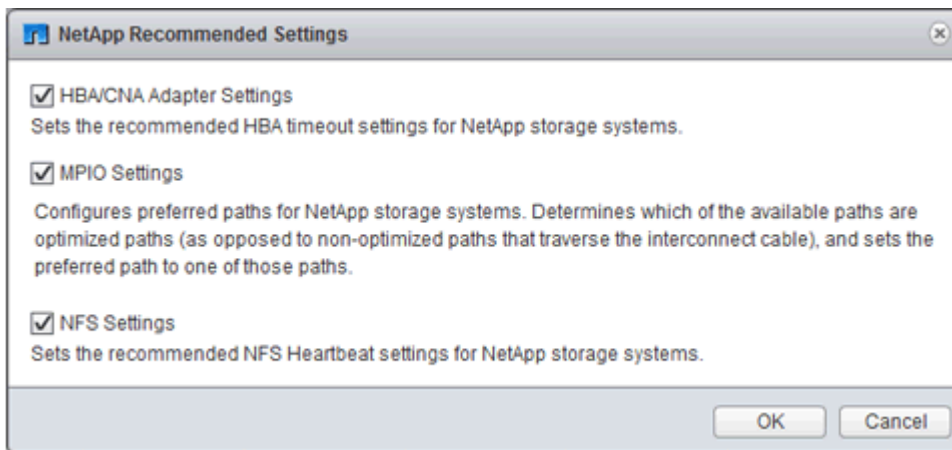 NetApp Recommended Settings
HBA/CNA Adapter Settings
Sets the recommended HBA timeout settings for NetApp storage systems.
MPIO Settings
Configures preferred paths for NetApp storage systems. Determines which of the available paths are
optimized paths (as opposed to non-optimized paths that traverse the interconnect cable), and sets the
preferred path to one of those paths.
NFS Settings
Sets the recommended NFS Heartbeat settings for NetApp storage systems.
OK Cancel